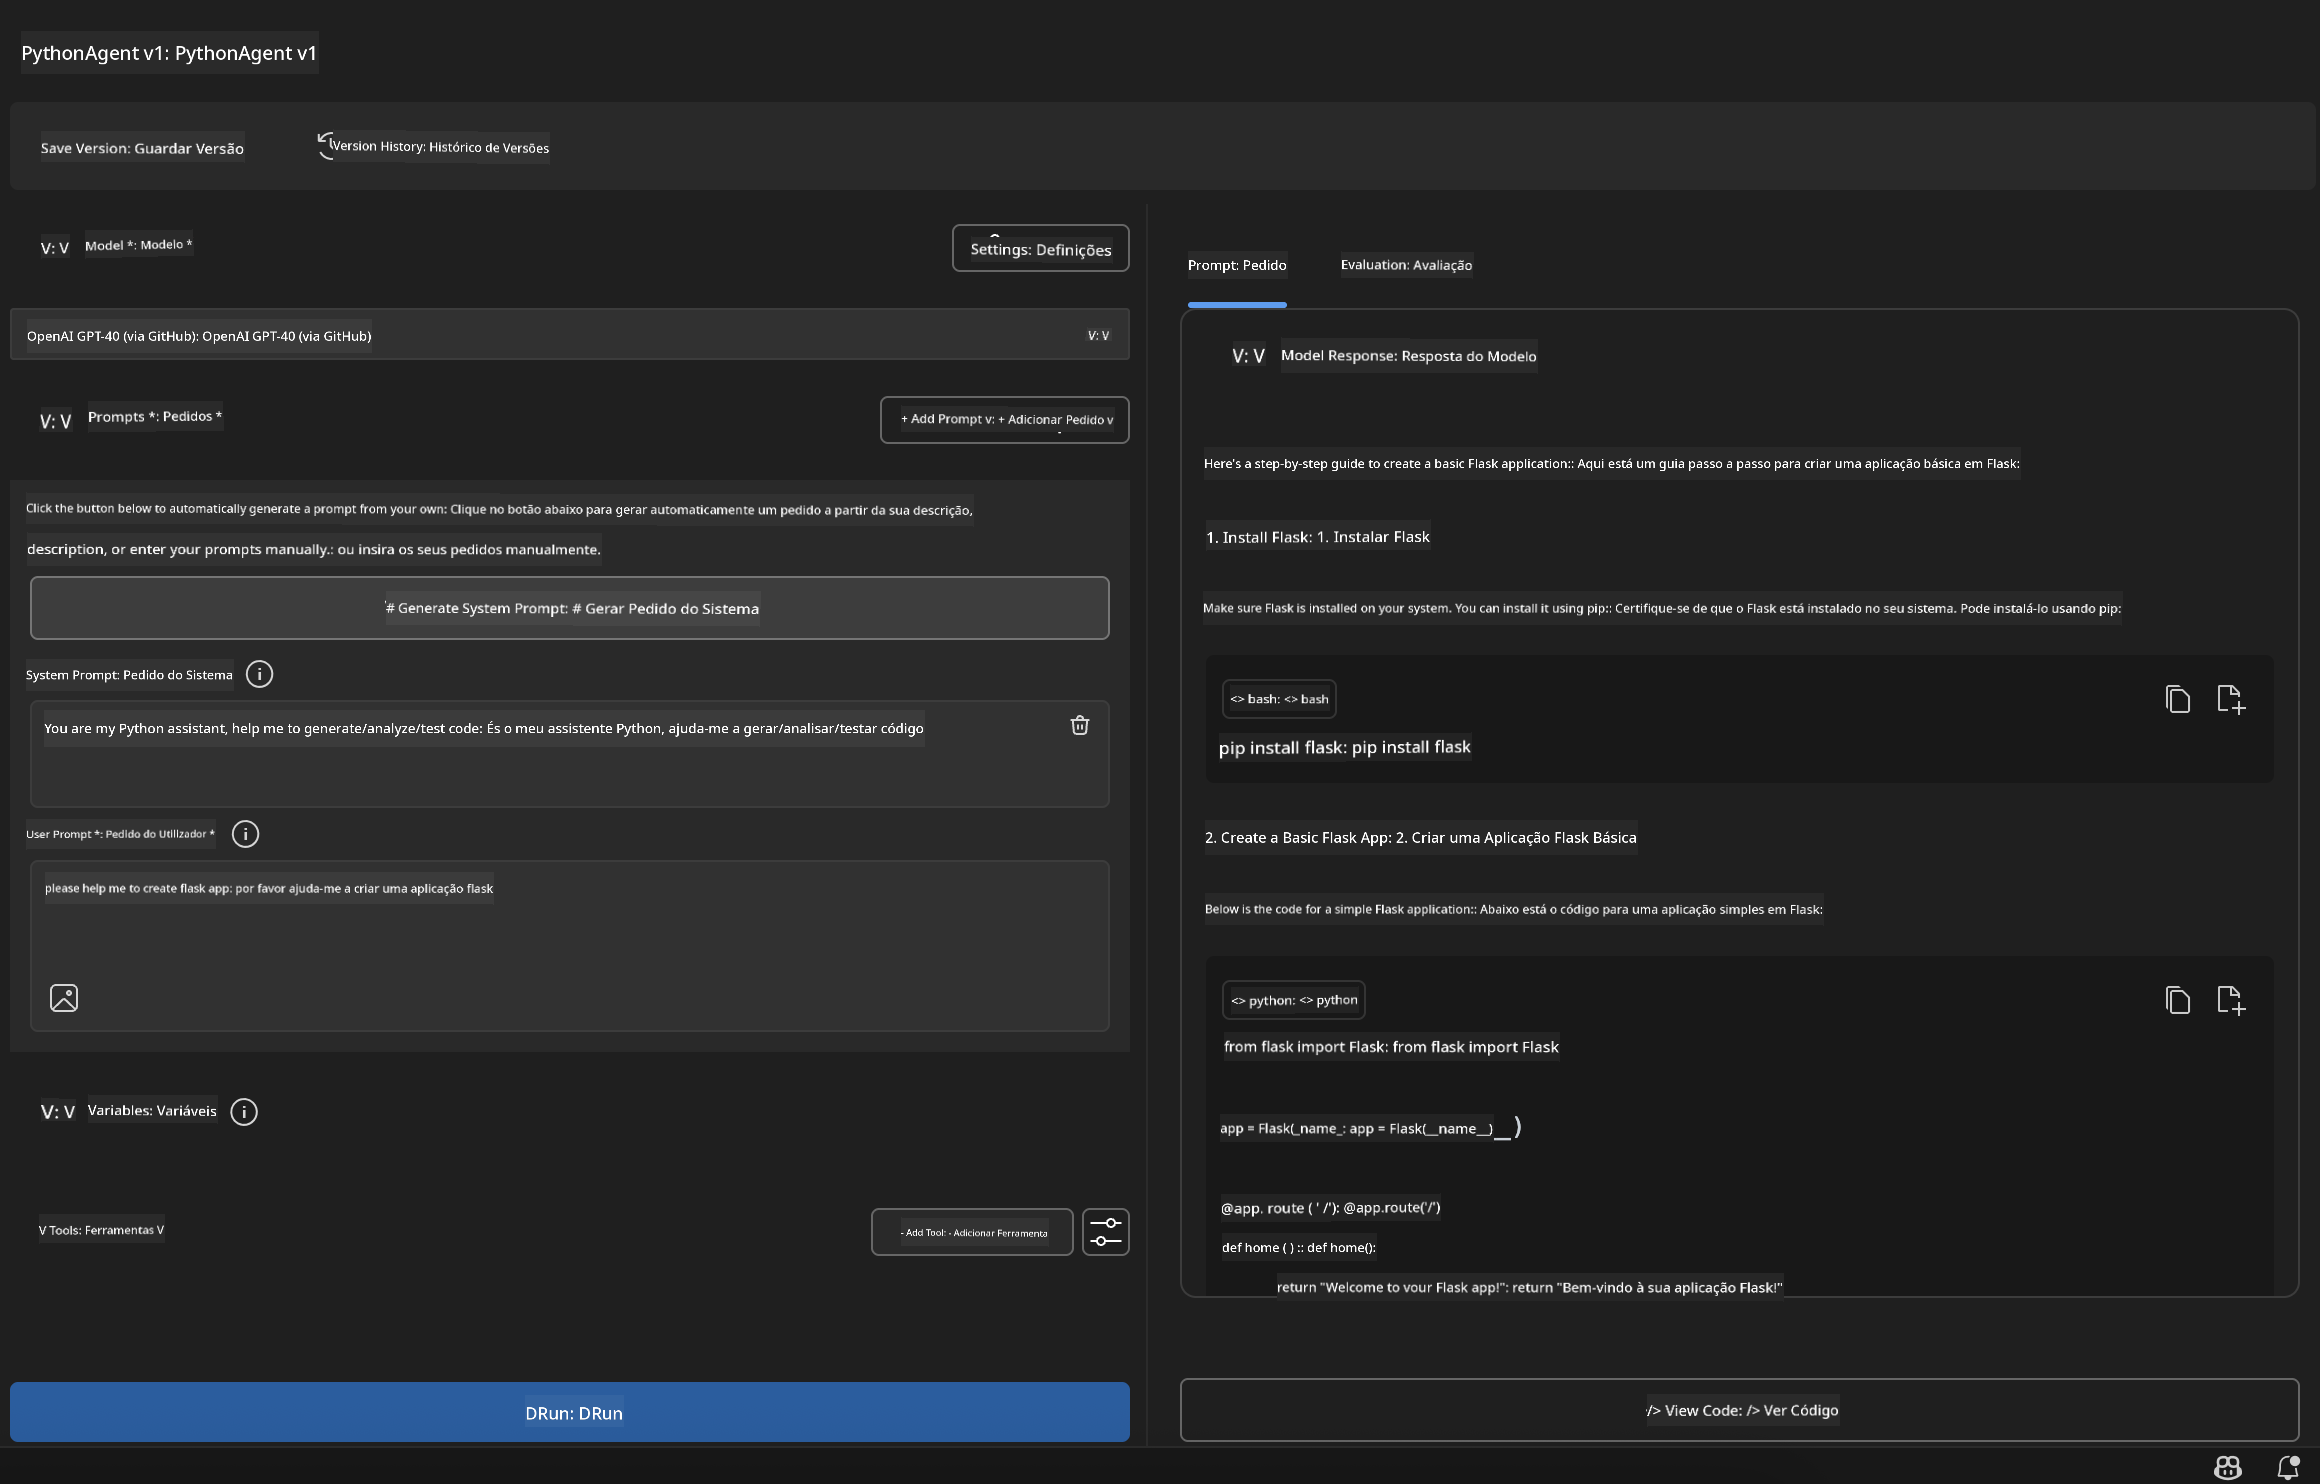 PythonAgent v1: PythonAgent v1
Save Version: Guardar Versão
Version History: Histórico de Versões
V: V Model *: Modelo *
Settings: Definições
OpenAI GPT-40 (via GitHub): OpenAI GPT-40 (via GitHub)
V: V
V: V Prompts *: Pedidos *
+ Add Prompt v: + Adicionar Pedido v
Click the button below to automatically generate a prompt from your own: Clique no botão abaixo para gerar automaticamente um pedido a partir da sua descrição,
description, or enter your prompts manually.: ou insira os seus pedidos manualmente.
# Generate System Prompt: # Gerar Pedido do Sistema
System Prompt: Pedido do Sistema
You are my Python assistant, help me to generate/analyze/test code: És o meu assistente Python, ajuda-me a gerar/analisar/testar código
User Prompt *: Pedido do Utilizador *
please help me to create flask app: por favor ajuda-me a criar uma aplicação flask
V: V Variables: Variáveis
V Tools: Ferramentas V
- Add Tool: - Adicionar Ferramenta
DRun: DRun
Prompt: Pedido
Evaluation: Avaliação
V: V Model Response: Resposta do Modelo
Here's a step-by-step guide to create a basic Flask application:: Aqui está um guia passo a passo para criar uma aplicação básica em Flask:
1. Install Flask: 1. Instalar Flask
Make sure Flask is installed on your system. You can install it using pip:: Certifique-se de que o Flask está instalado no seu sistema. Pode instalá-lo usando pip:
<> bash: <> bash
pip install flask: pip install flask
2. Create a Basic Flask App: 2. Criar uma Aplicação Flask Básica
Below is the code for a simple Flask application:: Abaixo está o código para uma aplicação simples em Flask:
<> python: <> python
from flask import Flask: from flask import Flask
app = Flask(_name_: app = Flask(__name__)_)
@app. route ( ' /'): @app.route('/')
def home ( ) :: def home():
return "Welcome to vour Flask app!": return "Bem-vindo à sua aplicação Flask!"
/> View Code: /> Ver Código